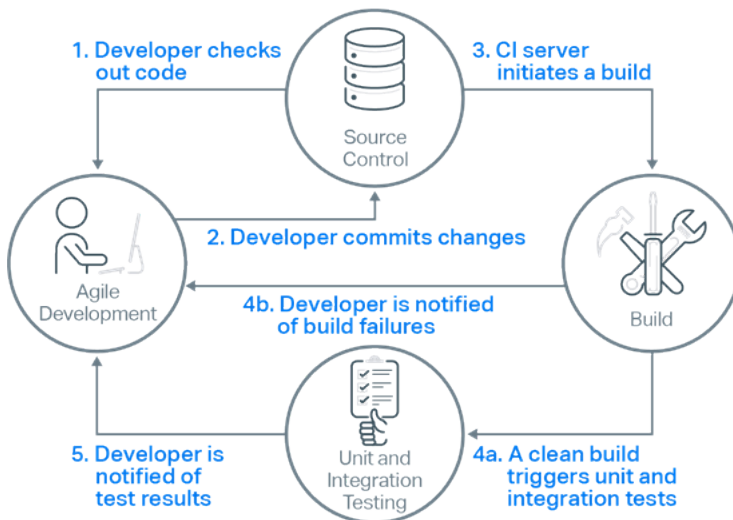 1. Developer checks
out code
3. CI server
initiates a build
Source
Control
2. Developer commits changes
Agile
Development
4b. Developer is notified
of build failures
Build
5. Developer is
notified of
test results
Unit and
Integration
Testing
4a. A clean build
triggers unit and
integration tests